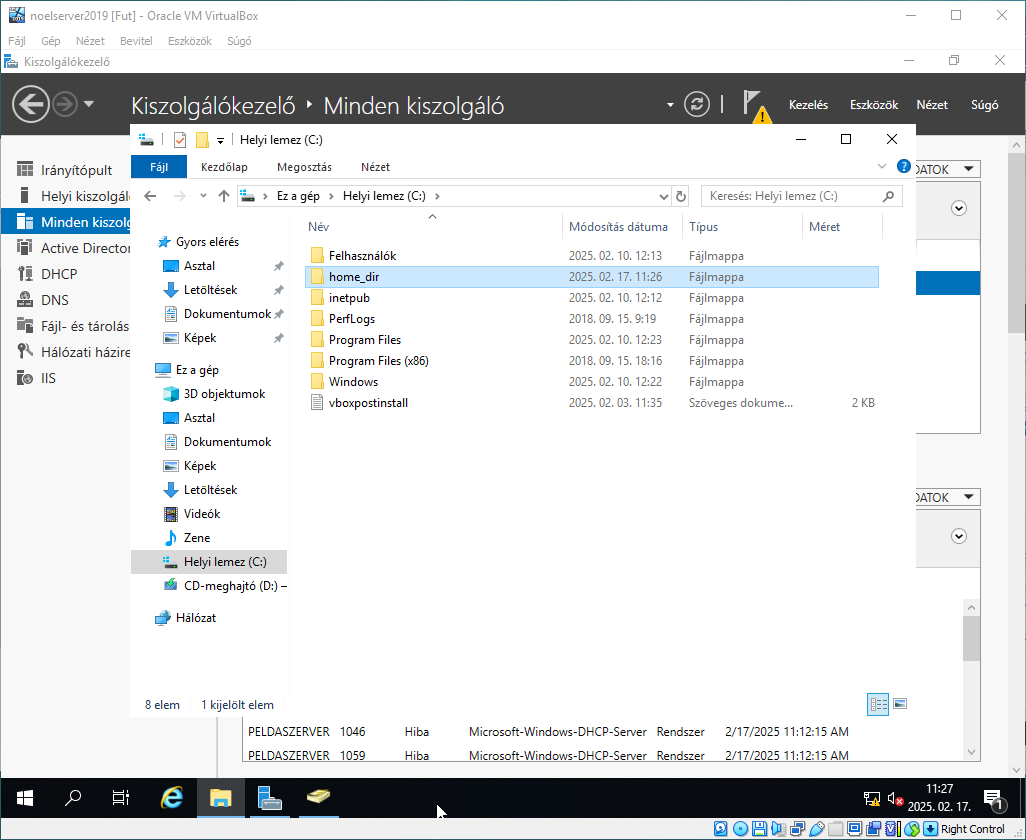 noelserver2019 [Fut] - Oracle VM VirtualBox
Fájl Gép Nézet Bevitel Eszközök Súgó
Kiszolgálókezelő
Kiszolgálókezelő Minden kiszolgáló
Kezelés Eszközök Nézet Súgó
Helyi lemez (C:)
Fájl Kezdőlap Megosztás Nézet
Ez a gép Helyi lemez (C:)
Keresés: Helyi lemez (C:)
Irányítópult
Helyi kiszolgál
Minden kiszolg
Active Director
DHCP
DNS
Fájl- és tárolás
Hálózati házire
IIS
Gyors elérés
Asztal
Letöltések
Dokumentumok
Képek
Ez a gép
3D objektumok
Asztal
Dokumentumok
Képek
Letöltések
Videók
Zene
Helyi lemez (C:)
CD-meghajtó (D:) –
Hálózat
Név Módosítás dátuma Típus Méret
Felhasználók 2025. 02. 10. 12:13 Fájlmappa
home_dir 2025. 02. 17. 11:26 Fájlmappa
inetpub 2025. 02. 10. 12:12 Fájlmappa
PerfLogs 2018. 09. 15. 9:19 Fájlmappa
Program Files 2025. 02. 10. 12:23 Fájlmappa
Program Files (x86) 2018. 09. 15. 18:16 Fájlmappa
Windows 2025. 02. 10. 12:22 Fájlmappa
vboxpostinstall 2025. 02. 03. 11:35 Szöveges dokume... 2 KB
DATOK
DATOK
8 elem 1 kijelölt elem
PELDASZERVER 1046 Hiba Microsoft-Windows-DHCP-Server Rendszer 2/17/2025 11:12:15 AM
PELDASZERVER 1059 Hiba Microsoft-Windows-DHCP-Server Rendszer 2/17/2025 11:12:15 AM
11:27
2025. 02. 17.
1
Right Control